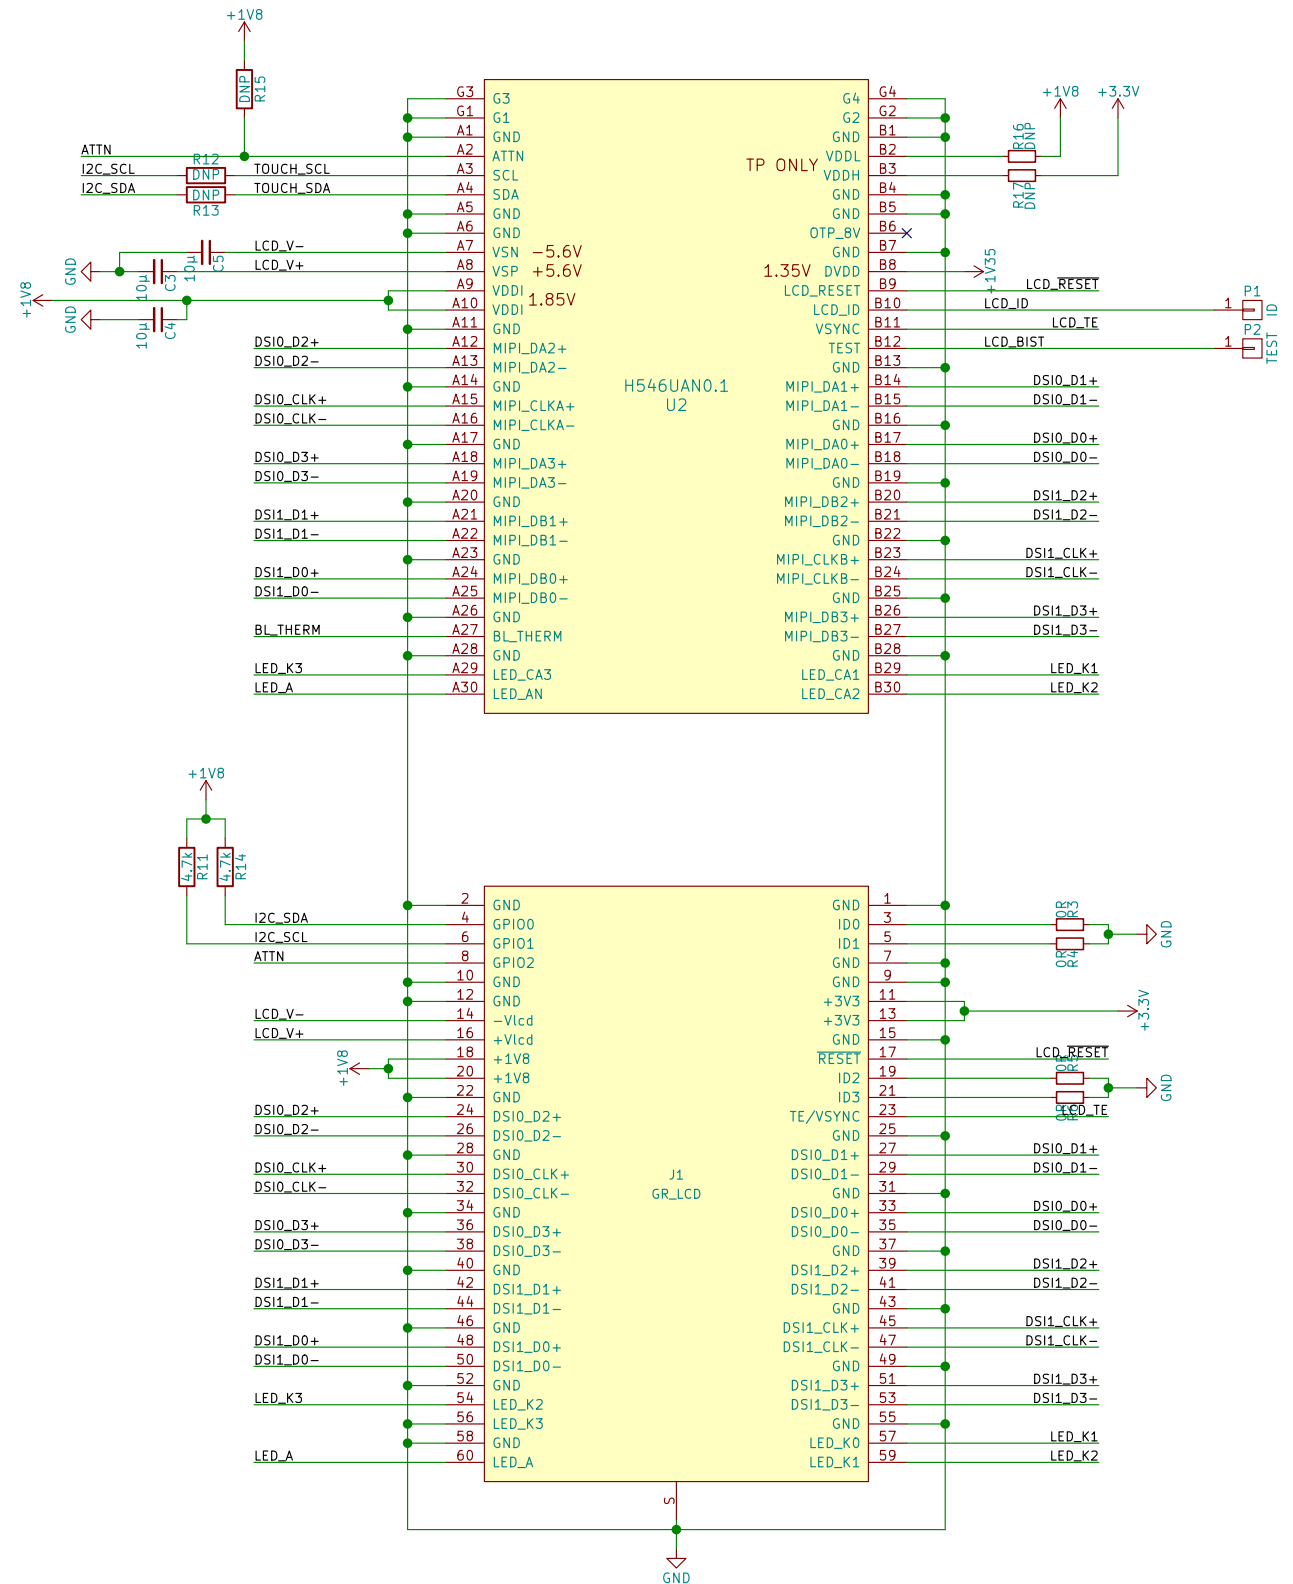 +1V8
DNP R15
ATTN
I2C_SCL R12 DNP TOUCH_SCL
I2C_SDA DNP R13 TOUCH_SDA
LCD_V-
10µ C5
GND LCD_V+
10µ C3
+1V8
GND
10µ C4
DSI0_D2+
DSI0_D2-
DSI0_CLK+
DSI0_CLK-
DSI0_D3+
DSI0_D3-
DSI1_D1+
DSI1_D1-
DSI1_D0+
DSI1_D0-
BL_THERM
LED_K3
LED_A
G3 G3
G1 G1
A1 GND
A2 ATTN
A3 SCL
A4 SDA
A5 GND
A6 GND
A7 VSN -5.6V
A8 VSP +5.6V
A9 VDDI
1.85V
A10 VDDI
A11 GND
A12 MIPI_DA2+
A13 MIPI_DA2-
A14 GND
A15 MIPI_CLKA+
A16 MIPI_CLKA-
A17 GND
A18 MIPI_DA3+
A19 MIPI_DA3-
A20 GND
A21 MIPI_DB1+
A22 MIPI_DB1-
A23 GND
A24 MIPI_DB0+
A25 MIPI_DB0-
A26 GND
A27 BL_THERM
A28 GND
A29 LED_CA3
A30 LED_AN
TP ONLY
1.35V
H546UAN0.1
U2
G4 G4
G2 G2
GND B1
VDDL B2
VDDH B3
GND B4
GND B5
OTP_8V B6
GND B7
DVDD B8
LCD_RESET B9
LCD_ID B10
VSYNC B11
TEST B12
GND B13
MIPI_DA1+ B14
MIPI_DA1- B15
GND B16
MIPI_DA0+ B17
MIPI_DA0- B18
GND B19
MIPI_DB2+ B20
MIPI_DB2- B21
GND B22
MIPI_CLKB+ B23
MIPI_CLKB- B24
GND B25
MIPI_DB3+ B26
MIPI_DB3- B27
GND B28
LED_CA1 B29
LED_CA2 B30
+1V8 +3.3V
R16 DNP
R17 DNP
+1V35
LCD_RESET
LCD_ID 1 P1 ID
LCD_TE
LCD_BIST 1 P2 TEST
DSI0_D1+
DSI0_D1-
DSI0_D0+
DSI0_D0-
DSI1_D2+
DSI1_D2-
DSI1_CLK+
DSI1_CLK-
DSI1_D3+
DSI1_D3-
LED_K1
LED_K2
+1V8
4.7k R11 4.7k R14
I2C_SDA
I2C_SCL
ATTN
LCD_V-
LCD_V+
+1V8
DSI0_D2+
DSI0_D2-
DSI0_CLK+
DSI0_CLK-
DSI0_D3+
DSI0_D3-
DSI1_D1+
DSI1_D1-
DSI1_D0+
DSI1_D0-
LED_K3
LED_A
2 GND
4 GPIO0
6 GPIO1
8 GPIO2
10 GND
12 GND
14 -Vlcd
16 +Vlcd
18 +1V8
20 +1V8
22 GND
24 DSI0_D2+
26 DSI0_D2-
28 GND
30 DSI0_CLK+
32 DSI0_CLK-
34 GND
36 DSI0_D3+
38 DSI0_D3-
40 GND
42 DSI1_D1+
44 DSI1_D1-
46 GND
48 DSI1_D0+
50 DSI1_D0-
52 GND
54 LED_K2
56 LED_K3
58 GND
60 LED_A
J1
GR_LCD
GND 1
ID0 3
ID1 5
GND 7
GND 9
+3V3 11
+3V3 13
GND 15
RESET 17
ID2 19
ID3 21
TE/VSYNC 23
GND 25
DSI0_D1+ 27
DSI0_D1- 29
GND 31
DSI0_D0+ 33
DSI0_D0- 35
GND 37
DSI1_D2+ 39
DSI1_D2- 41
GND 43
DSI1_CLK+ 45
DSI1_CLK- 47
GND 49
DSI1_D3+ 51
DSI1_D3- 53
GND 55
LED_K0 57
LED_K1 59
0R R3
0R R4
GND
+3.3V
LCD_RESET
0R
GND
0R
LCD_TE
DSI0_D1+
DSI0_D1-
DSI0_D0+
DSI0_D0-
DSI1_D2+
DSI1_D2-
DSI1_CLK+
DSI1_CLK-
DSI1_D3+
DSI1_D3-
LED_K1
LED_K2
S
GND